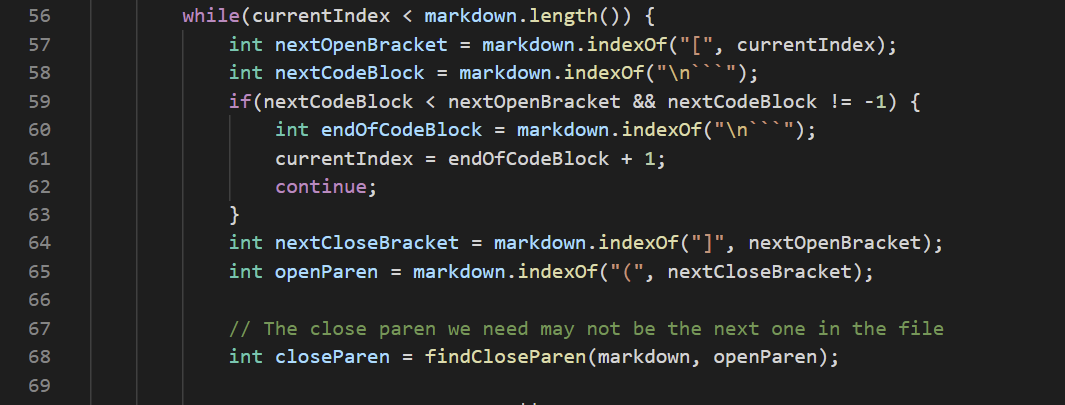 56 while(currentIndex < markdown.length()) {
57 int nextOpenBracket = markdown.indexOf("[", currentIndex);
58 int nextCodeBlock = markdown.indexOf("\n```");
59 if(nextCodeBlock < nextOpenBracket && nextCodeBlock != -1) {
60 int endOfCodeBlock = markdown.indexOf("\n```");
61 currentIndex = endOfCodeBlock + 1;
62 continue;
63 }
64 int nextCloseBracket = markdown.indexOf("]", nextOpenBracket);
65 int openParen = markdown.indexOf("(", nextCloseBracket);
66
67 // The close paren we need may not be the next one in the file
68 int closeParen = findCloseParen(markdown, openParen);
69